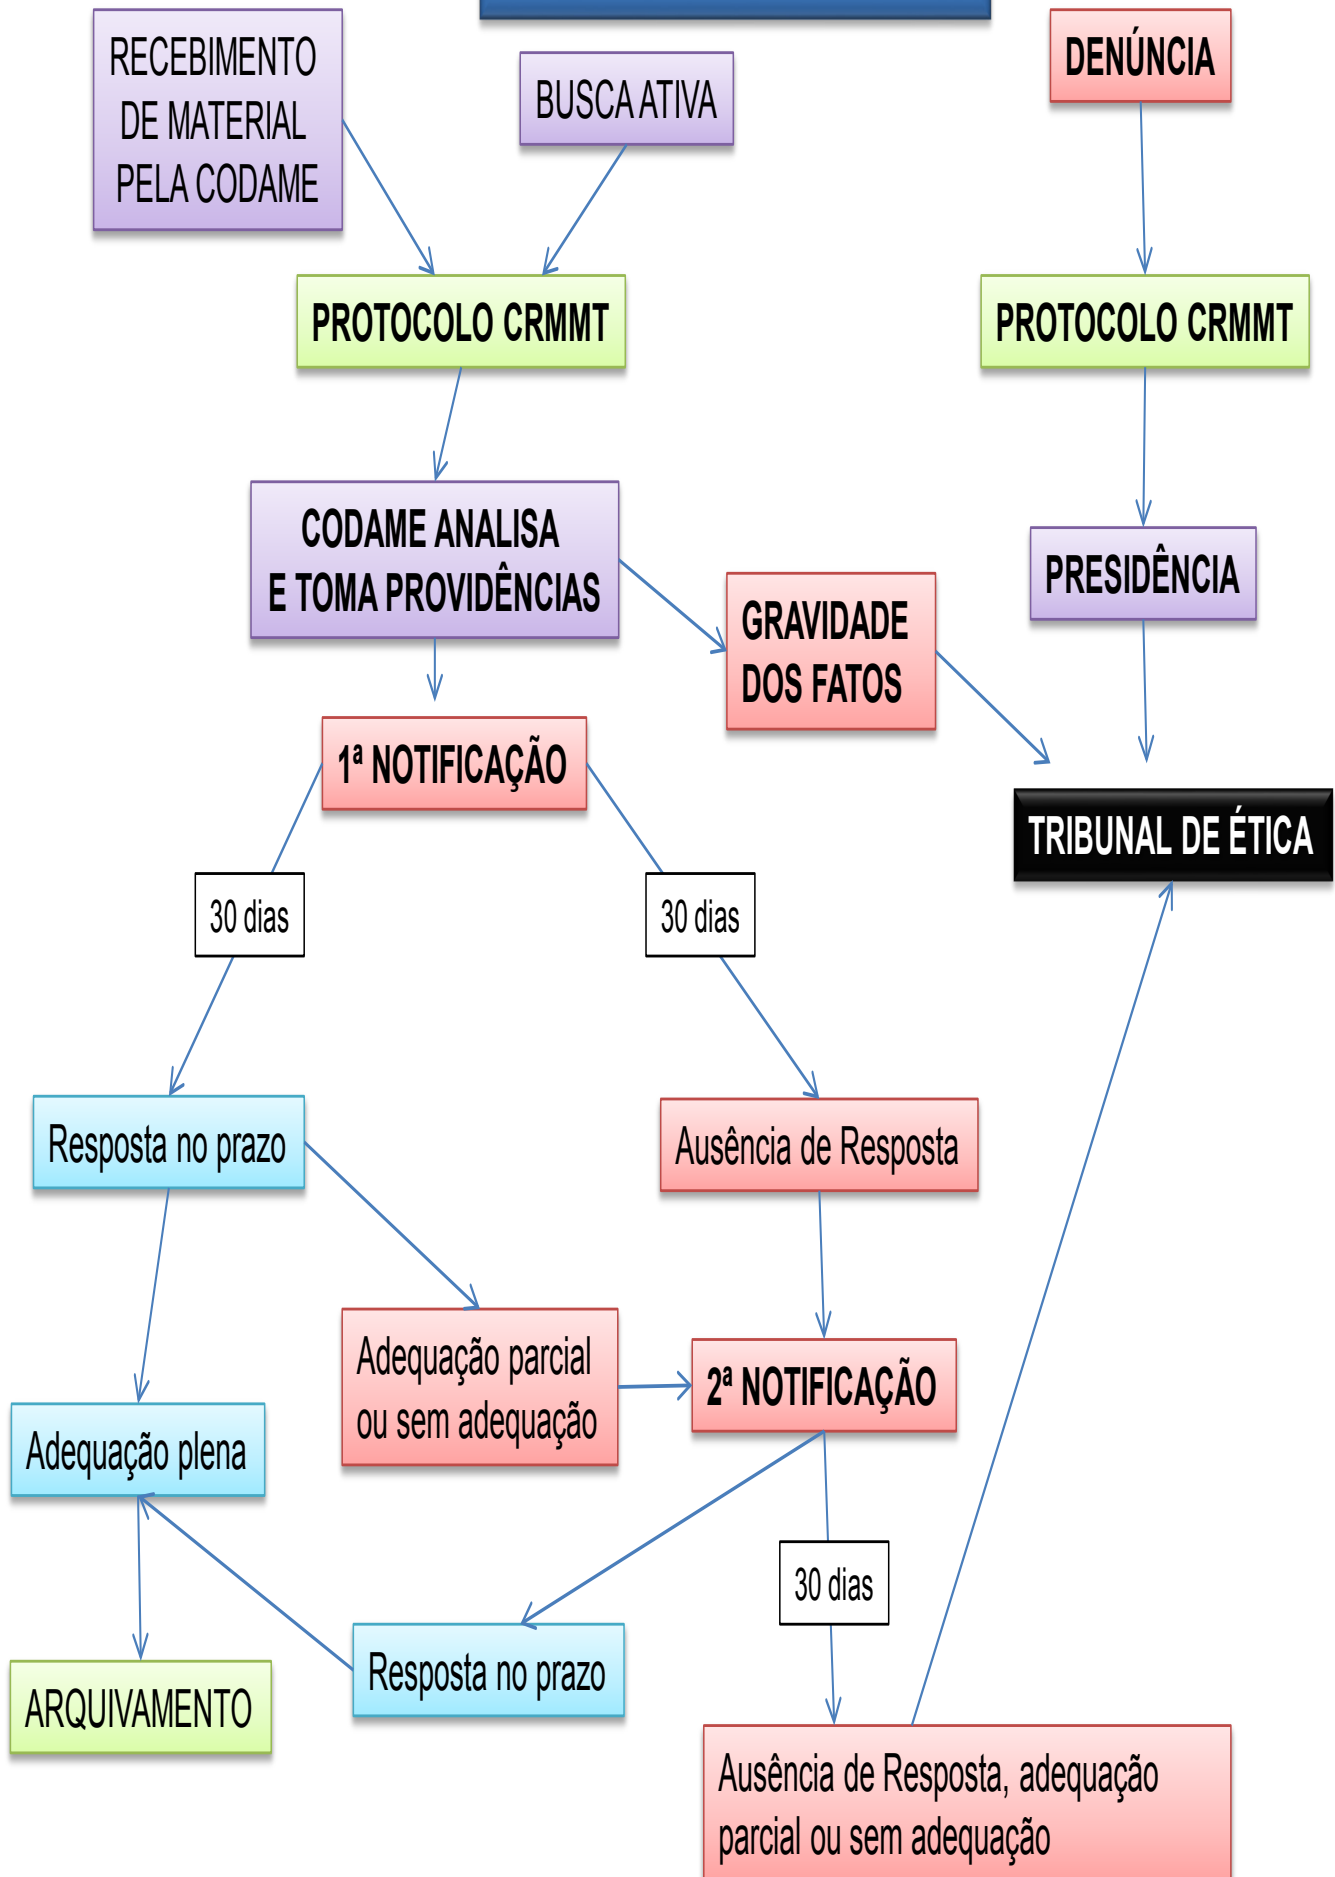 RECEBIMENTO
DE MATERIAL
PELA CODAME
BUSCA ATIVA
DENÚNCIA
PROTOCOLO CRMMT
PROTOCOLO CRMMT
CODAME ANALISA
E TOMA PROVIDÊNCIAS
GRAVIDADE
DOS FATOS
PRESIDÊNCIA
1ª NOTIFICAÇÃO
TRIBUNAL DE ÉTICA
30 dias
30 dias
Resposta no prazo
Ausência de Resposta
Adequação parcial
ou sem adequação
2ª NOTIFICAÇÃO
Adequação plena
30 dias
Resposta no prazo
ARQUIVAMENTO
Ausência de Resposta, adequação
parcial ou sem adequação